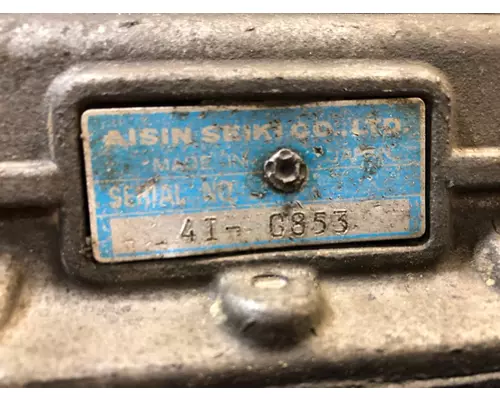 AISIN SEIKI CO., LTD.
MADE IN JAPAN
SERIAL NO.
4I- G853